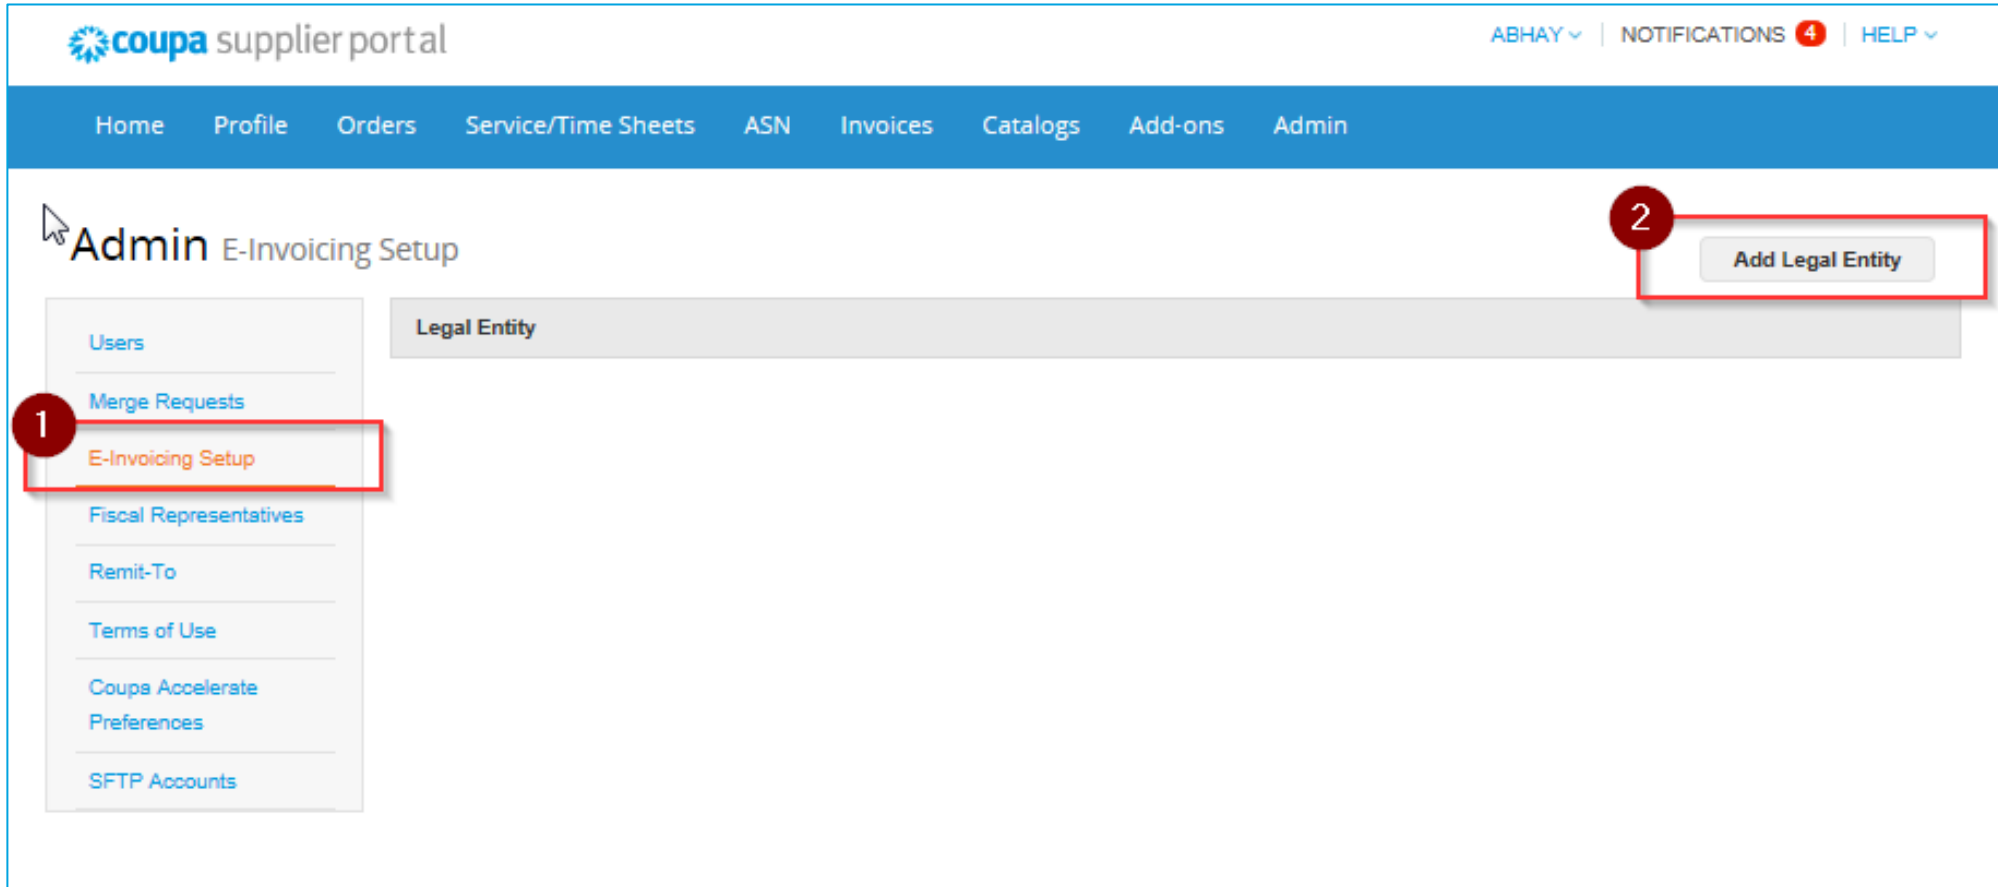 coupa supplier portal
ABHAY NOTIFICATIONS 4 HELP
Home Profile Orders Service/Time Sheets ASN Invoices Catalogs Add-ons Admin
Admin E-Invoicing Setup
2
Add Legal Entity
Legal Entity
Users
Merge Requests
1
E-Invoicing Setup
Fiscal Representatives
Remit-To
Terms of Use
Coupa Accelerate
Preferences
SFTP Accounts